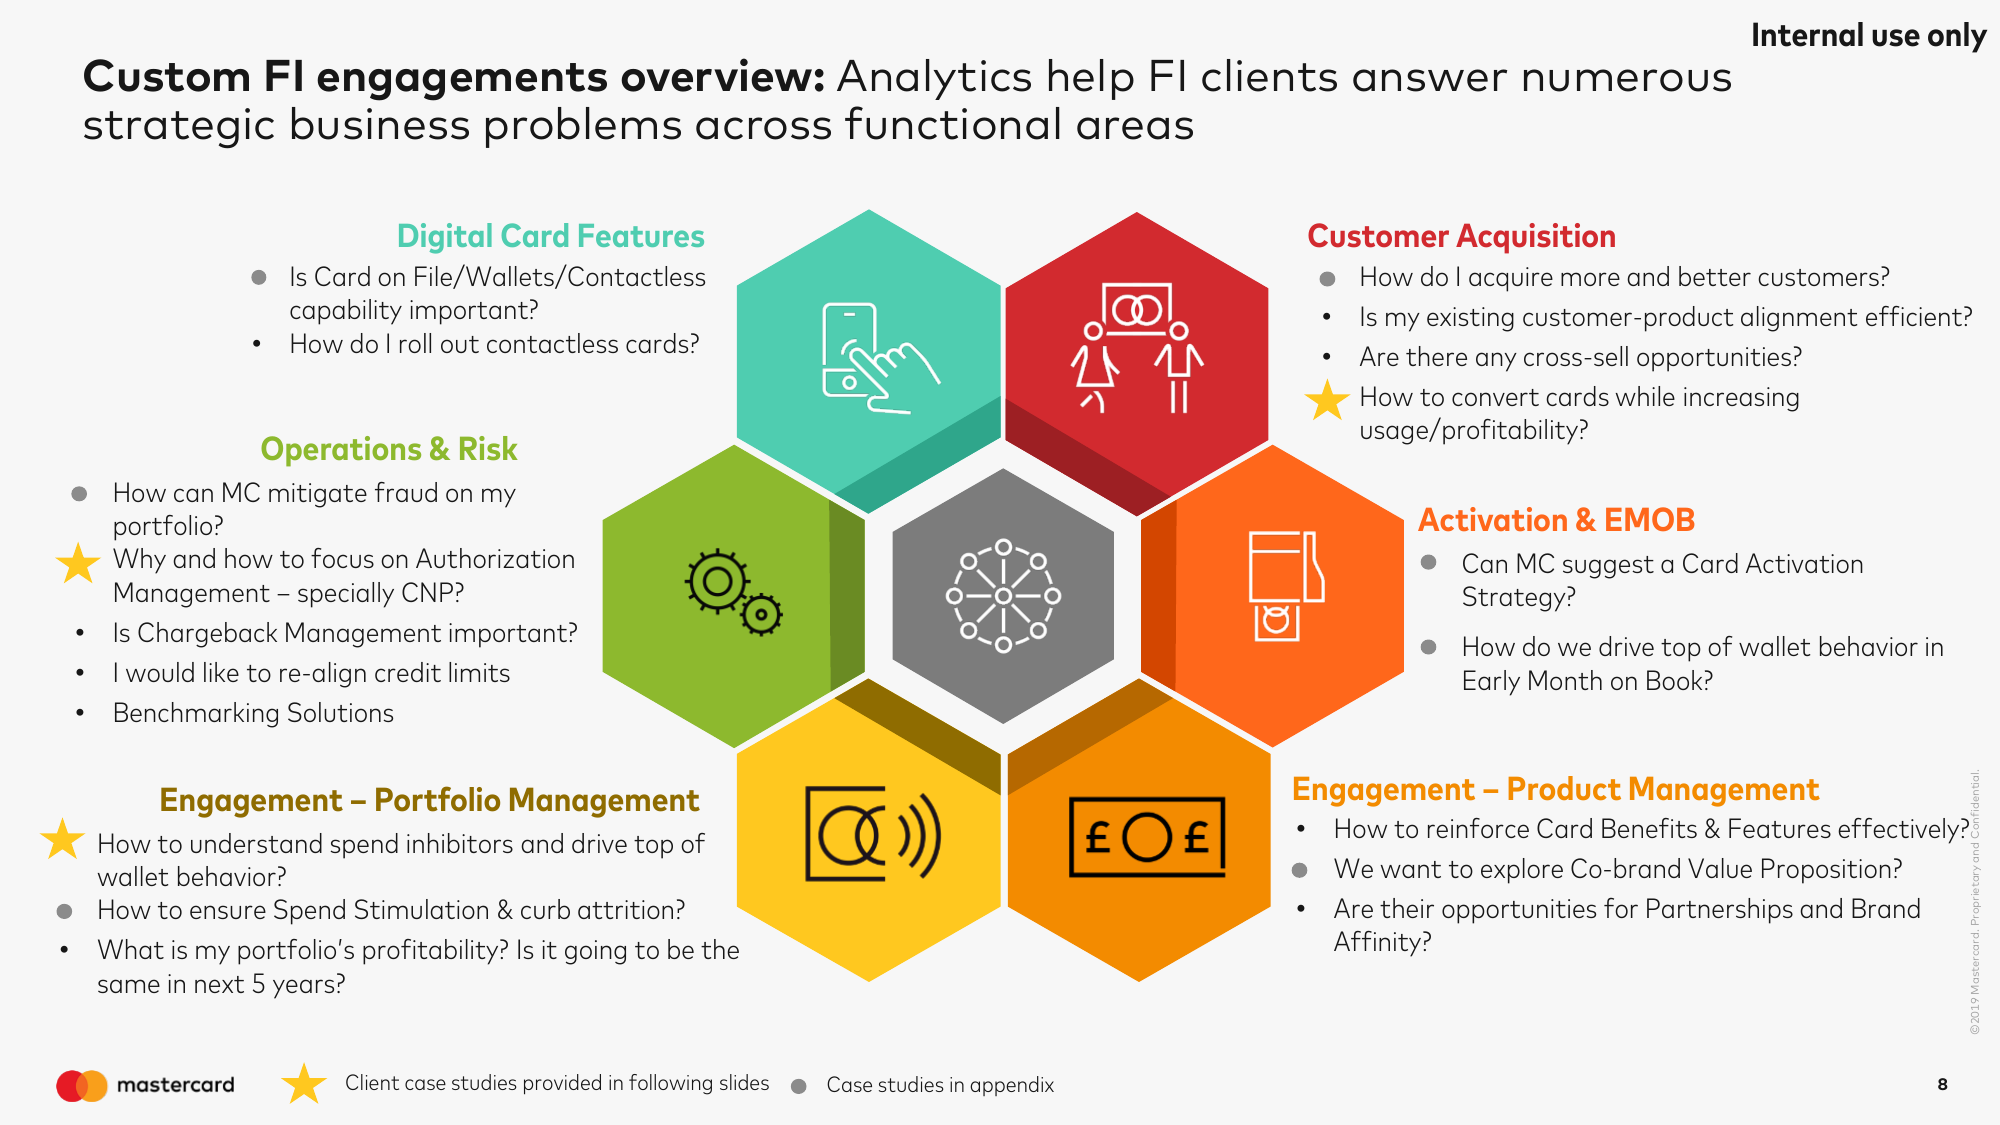 Internal use only
Custom FI engagements overview: Analytics help FI clients answer numerous
strategic business problems across functional areas
Digital Card Features
Is Card on File/Wallets/Contactless
capability important?
• How do I roll out contactless cards?
Operations & Risk
How can MC mitigate fraud on my
portfolio?
Why and how to focus on Authorization
Management – specially CNP?
• Is Chargeback Management important?
• I would like to re-align credit limits
• Benchmarking Solutions
Engagement – Portfolio Management
How to understand spend inhibitors and drive top of
wallet behavior?
How to ensure Spend Stimulation & curb attrition?
• What is my portfolio's profitability? Is it going to be the
same in next 5 years?
Customer Acquisition
How do I acquire more and better customers?
• Is my existing customer-product alignment efficient?
• Are there any cross-sell opportunities?
How to convert cards while increasing
usage/profitability?
Activation & EMOB
Can MC suggest a Card Activation
Strategy?
How do we drive top of wallet behavior in
Early Month on Book?
Engagement – Product Management
• How to reinforce Card Benefits & Features effectively?
We want to explore Co-brand Value Proposition?
• Are their opportunities for Partnerships and Brand
Affinity?
£ £
©2019 Mastercard. Proprietary and Confidential.
mastercard
Client case studies provided in following slides
Case studies in appendix
8